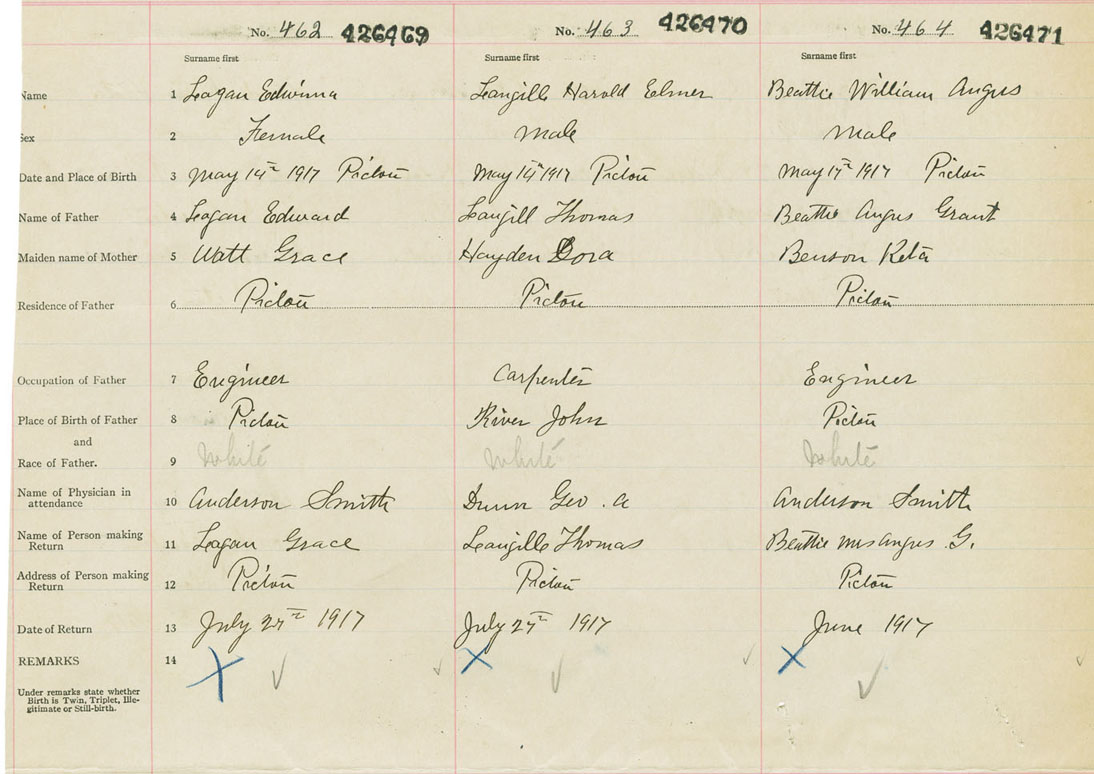 No. 462 426469 No. 463 426470 No. 464 426471
Surname first Surname first Surname first
Name 1 Logan Edwinna Langille Harold Elmer Beattie William Angus
Sex 2 Female Male Male
Date and Place of Birth 3 May 14th 1917 Pictou May 14th 1917 Pictou May 17th 1917 Pictou
Name of Father 4 Logan Edward Langill Thomas Beattie Angus Grant
Maiden name of Mother 5 Watt Grace Hayden Dora Benson Reta
Residence of Father 6 Pictou Pictou Pictou
Occupation of Father 7 Engineer Carpenter Engineer
Place of Birth of Father 8 Pictou River John Pictou
and
Race of Father. 9 White White White
Name of Physician in
attendance 10 Anderson Smith Dunn Geo. A Anderson Smith
Name of Person making
Return 11 Logan Grace Langille Thomas Beattie Mrs Angus G.
Address of Person making
Return 12 Pictou Pictou Pictou
Date of Return 13 July 27th 1917 July 27th 1917 June 1917
REMARKS 14
Under remarks state whether
Birth is Twin, Triplet, Ille-
gitimate or Still-birth.